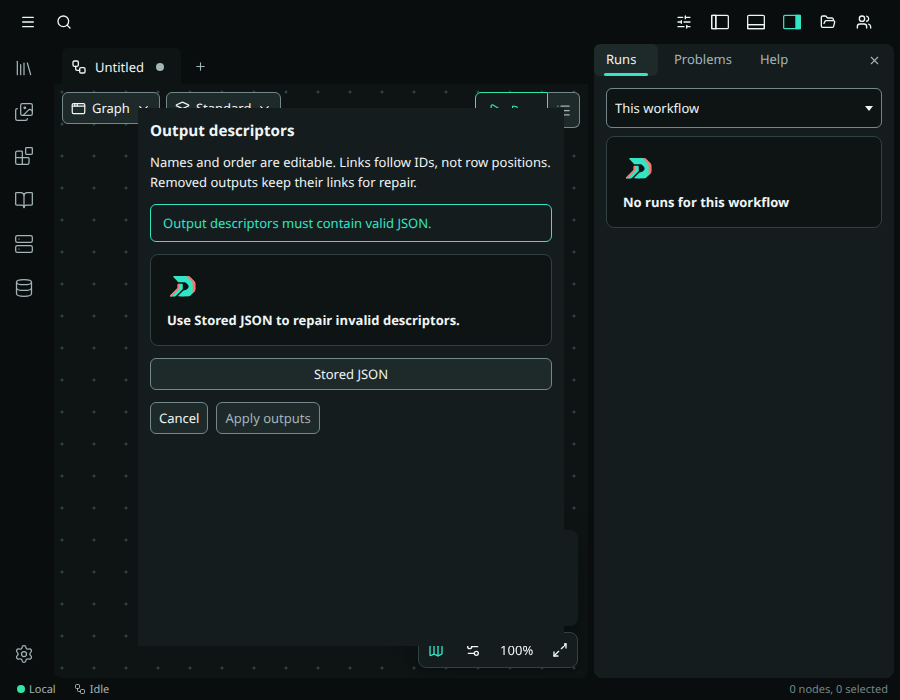 Untitled
Runs
Problems
Help
Graph
Standard
This workflow
Output descriptors
Names and order are editable. Links follow IDs, not row positions.
Removed outputs keep their links for repair.
Output descriptors must contain valid JSON.
No runs for this workflow
Use Stored JSON to repair invalid descriptors.
Stored JSON
Cancel
Apply outputs
100%
Local
Idle
0 nodes, 0 selected